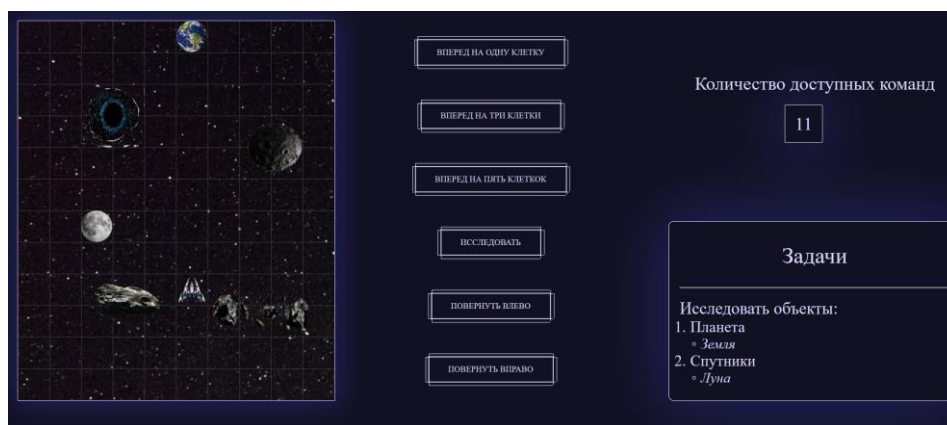 ВПЕРЕД НА ОДНУ КЛЕТКУ
ВПЕРЕД НА ТРИ КЛЕТКИ
ВПЕРЕД НА ПЯТЬ КЛЕТКОК
ИССЛЕДОВАТЬ
ПОВЕРНУТЬ ВЛЕВО
ПОВЕРНУТЬ ВПРАВО
Количество доступных команд
11
Задачи
Исследовать объекты:
1. Планета
◦ Земля
2. Спутники
◦ Луна